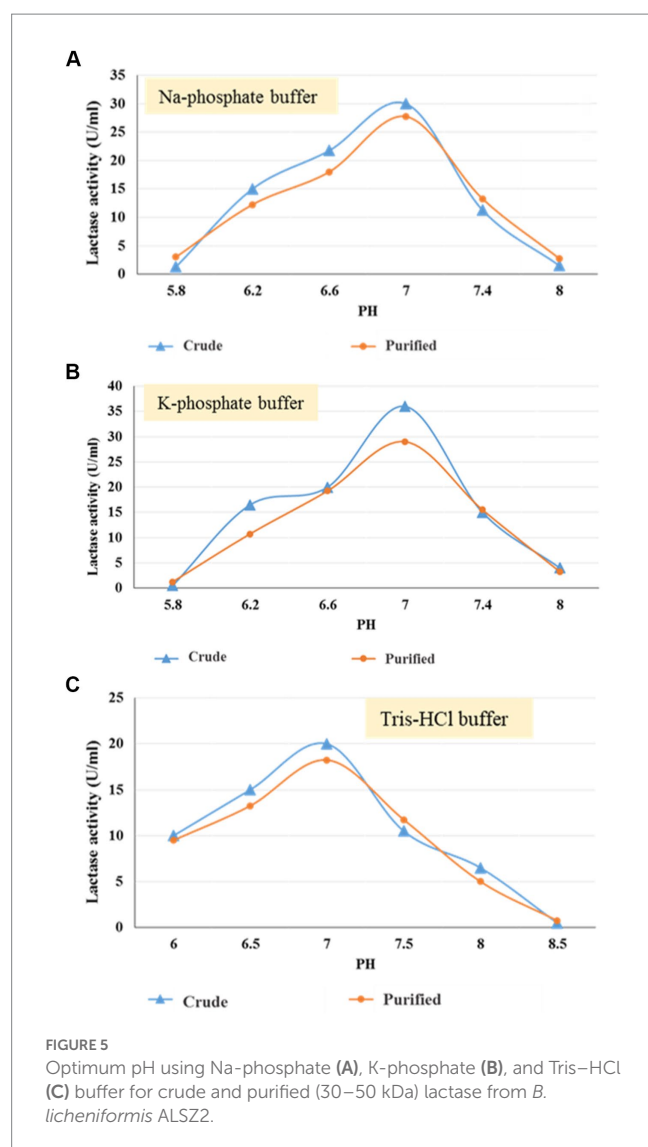 A
Na-phosphate buffer
Lactase activity (U/ml)
35
30
25
20
15
10
5
0
5.8 6.2 6.6 7 7.4 8
PH
Crude Purified
B
K-phosphate buffer
Lactase activity (U/ml)
40
35
30
25
20
15
10
5
0
5.8 6.2 6.6 7 7.4 8
PH
Crude Purified
C
Tris-HCl buffer
Lactase activity (U/ml)
25
20
15
10
5
0
6 6.5 7 7.5 8 8.5
PH
Crude Purified
FIGURE 5
Optimum pH using Na-phosphate (A), K-phosphate (B), and Tris–HCl
(C) buffer for crude and purified (30–50 kDa) lactase from B.
licheniformis ALSZ2.